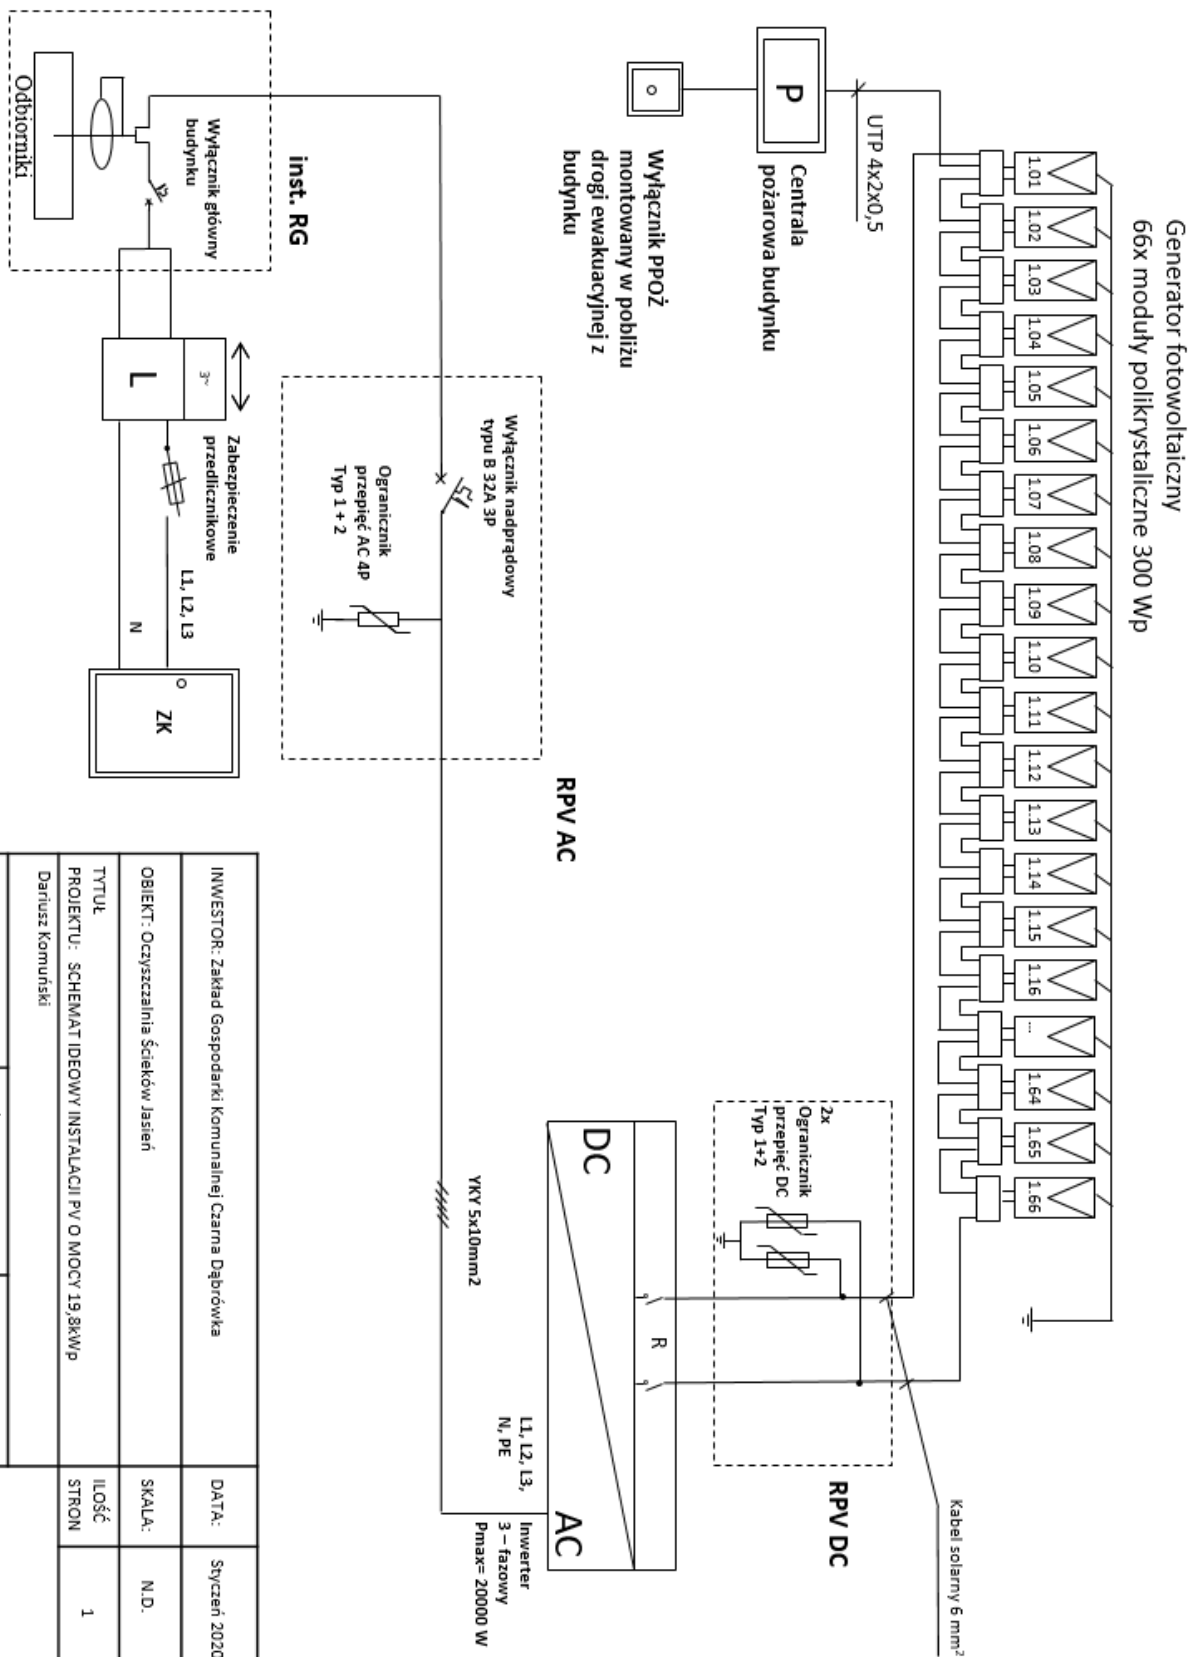 Generator fotowoltaiczny
66x moduły polikrystaliczne 300 Wp
1.01
1.02
1.03
1.04
1.05
1.06
1.07
1.08
1.09
1.10
1.11
1.12
1.13
1.14
1.15
1.16
...
1.64
1.65
1.66
UTP 4x2x0,5
P
Centrala
pożarowa budynku
Wyłącznik PPOŻ
montowany w pobliżu
drogi ewakuacyjnej z
budynku
Kabel solarny 6 mm²
RPV DC
2x
Ogranicznik
przepięć DC
Typ 1+2
R
DC
AC
L1, L2, L3,
N, PE
Inwerter
3 – fazowy
Pmax= 20000 W
YKY 5x10mm2
RPV AC
Wyłącznik nadprądowy
typu B 32A 3P
Ogranicznik
przepięć AC 4P
Typ 1 + 2
inst. RG
Wyłącznik główny
budynku
Odbiorniki
3~
L
Zabezpieczenie
przedlicznikowe
L1, L2, L3
N
ZK
INWESTOR: Zakład Gospodarki Komunalnej Czarna Dąbrówka
DATA: Styczeń 2020
OBIEKT: Oczyszczalnia Ścieków Jasień
SKALA: N.D.
TYTUŁ
PROJEKTU: SCHEMAT IDEOWY INSTALACJI PV O MOCY 19,8kWp
ILOŚĆ
STRON
1
Dariusz Komuński